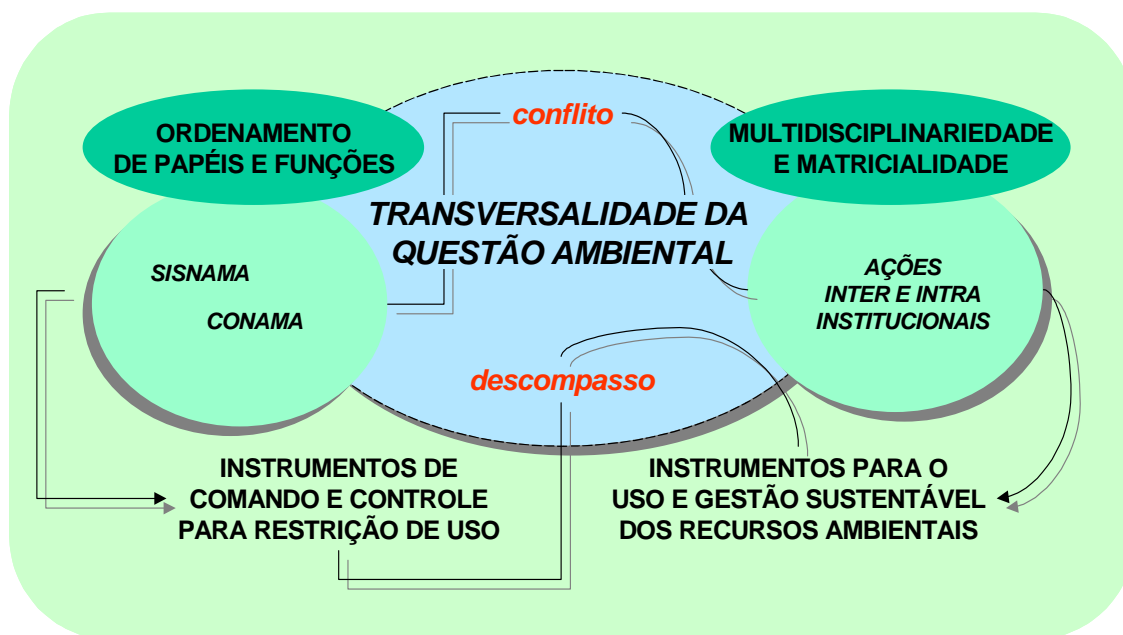 conflito
ORDENAMENTO
DE PAPÉIS E FUNÇÕES
MULTIDISCIPLINARIEDADE
E MATRICIALIDADE
TRANSVERSALIDADE DA
QUESTÃO AMBIENTAL
SISNAMA
CONAMA
AÇÕES
INTER E INTRA
INSTITUCIONAIS
descompasso
INSTRUMENTOS DE
COMANDO E CONTROLE
PARA RESTRIÇÃO DE USO
INSTRUMENTOS PARA O
USO E GESTÃO SUSTENTÁVEL
DOS RECURSOS AMBIENTAIS